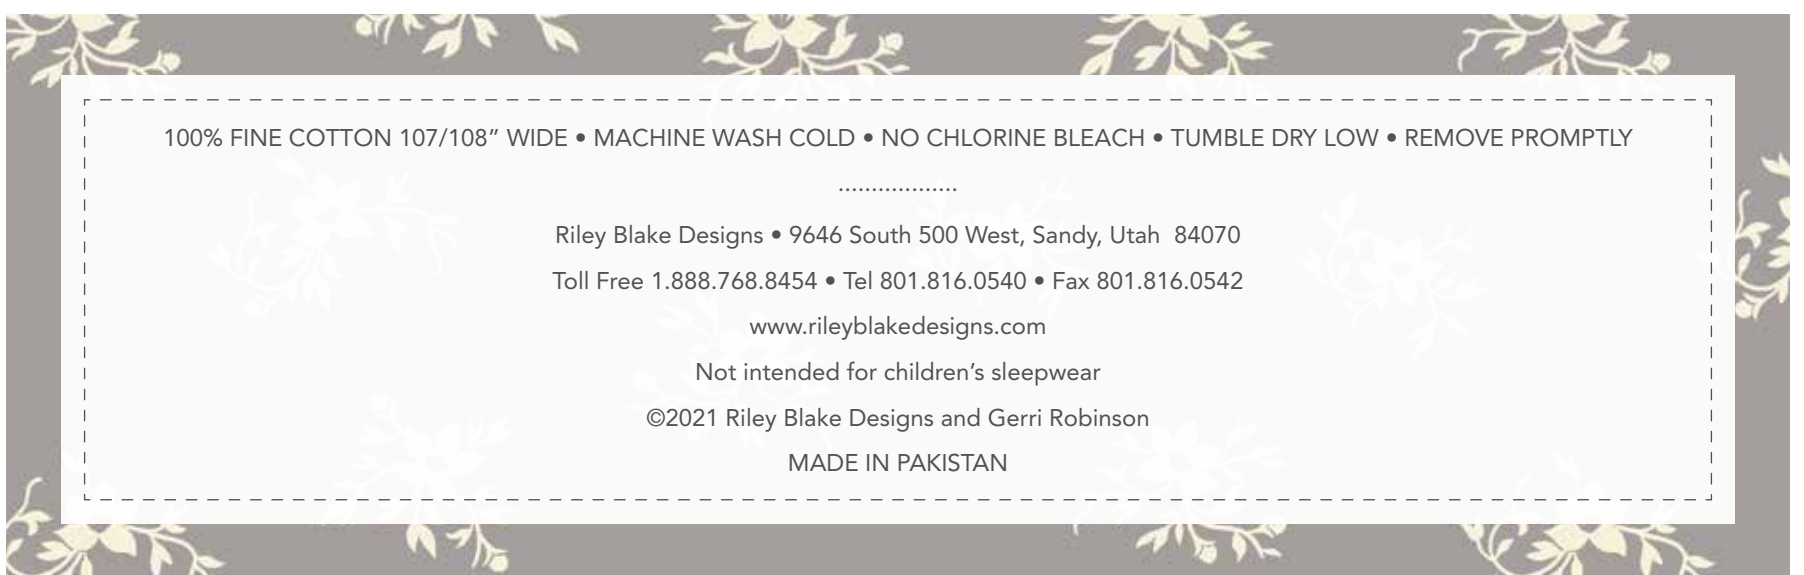 100% FINE COTTON 107/108” WIDE • MACHINE WASH COLD • NO CHLORINE BLEACH • TUMBLE DRY LOW • REMOVE PROMPTLY
..................
Riley Blake Designs • 9646 South 500 West, Sandy, Utah  84070
Toll Free 1.888.768.8454 • Tel 801.816.0540 • Fax 801.816.0542
www.rileyblakedesigns.com
Not intended for children’s sleepwear
©2021 Riley Blake Designs and Gerri Robinson
MADE IN PAKISTAN